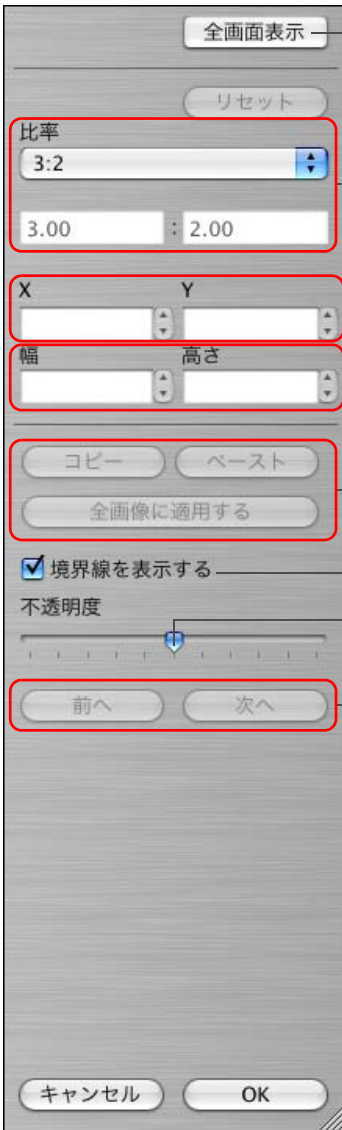 全画面表示
リセット
比率
3:2
3.00 : 2.00
X Y
幅 高さ
コピー ペースト
全画像に適用する
境界線を表示する
不透明度
前へ 次へ
キャンセル OK